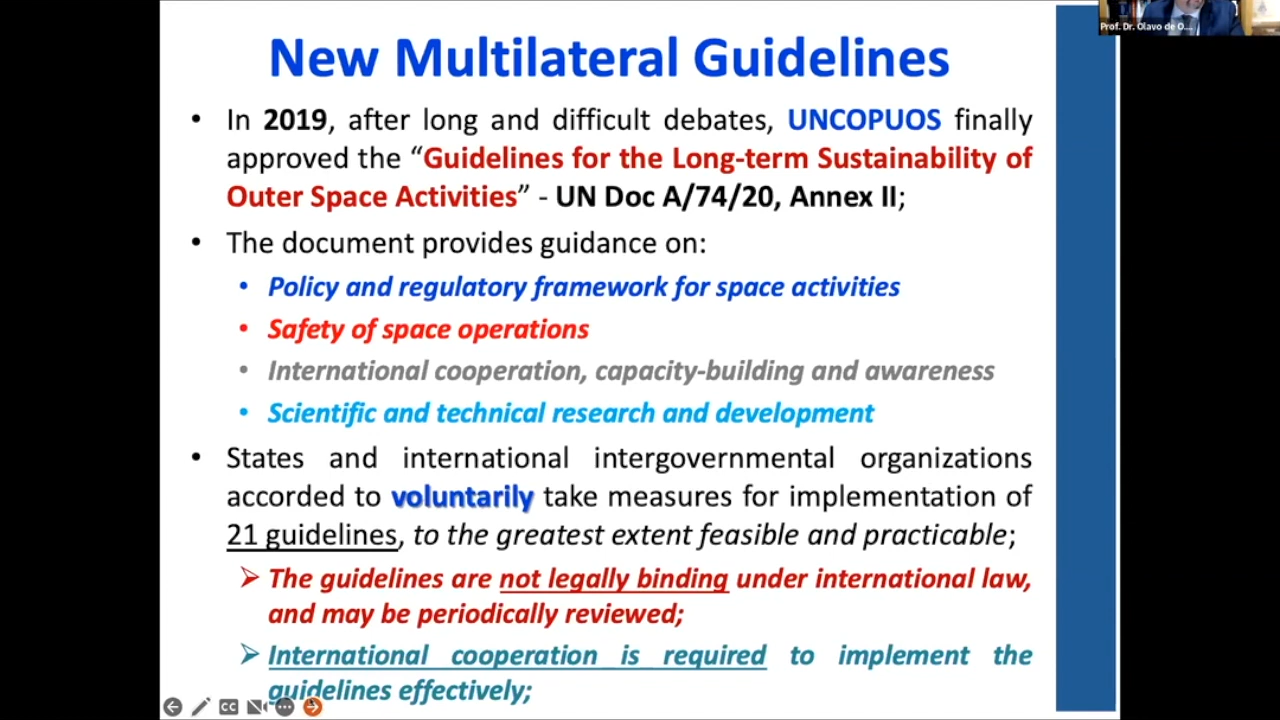 Prof. Dr. Olavo de O...
New Multilateral Guidelines
• In 2019, after long and difficult debates, UNCOPUOS finally
approved the “Guidelines for the Long-term Sustainability of
Outer Space Activities” - UN Doc A/74/20, Annex II;
• The document provides guidance on:
• Policy and regulatory framework for space activities
• Safety of space operations
• International cooperation, capacity-building and awareness
• Scientific and technical research and development
• States and international intergovernmental organizations
accorded to voluntarily take measures for implementation of
21 guidelines, to the greatest extent feasible and practicable;
➢ The guidelines are not legally binding under international law,
and may be periodically reviewed;
➢ International cooperation is required to implement the
guidelines effectively;
CC